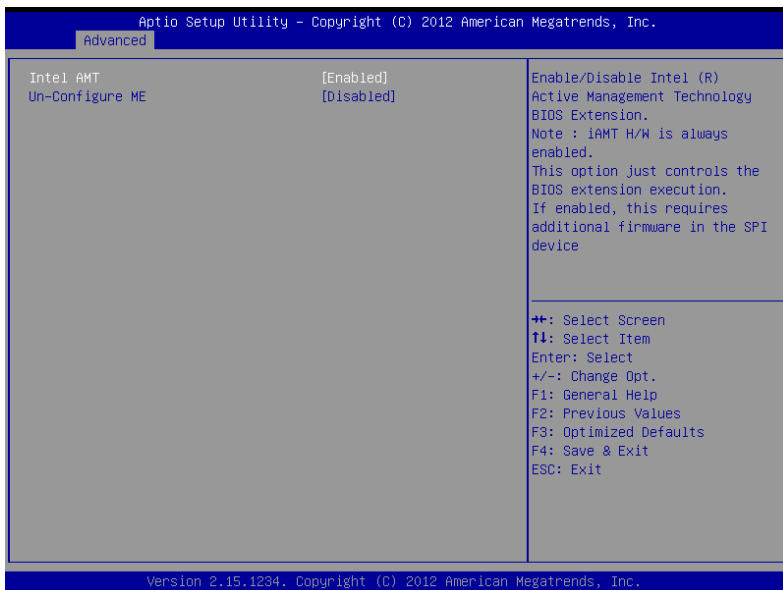 Aptio Setup Utility – Copyright (C) 2012 American Megatrends, Inc.
Advanced
Intel AMT [Enabled]
Un-Configure ME [Disabled]
Enable/Disable Intel (R)
Active Management Technology
BIOS Extension.
Note : iAMT H/W is always
enabled.
This option just controls the
BIOS extension execution.
If enabled, this requires
additional firmware in the SPI
device
→←: Select Screen
↑↓: Select Item
Enter: Select
+/-: Change Opt.
F1: General Help
F2: Previous Values
F3: Optimized Defaults
F4: Save & Exit
ESC: Exit
Version 2.15.1234. Copyright (C) 2012 American Megatrends, Inc.